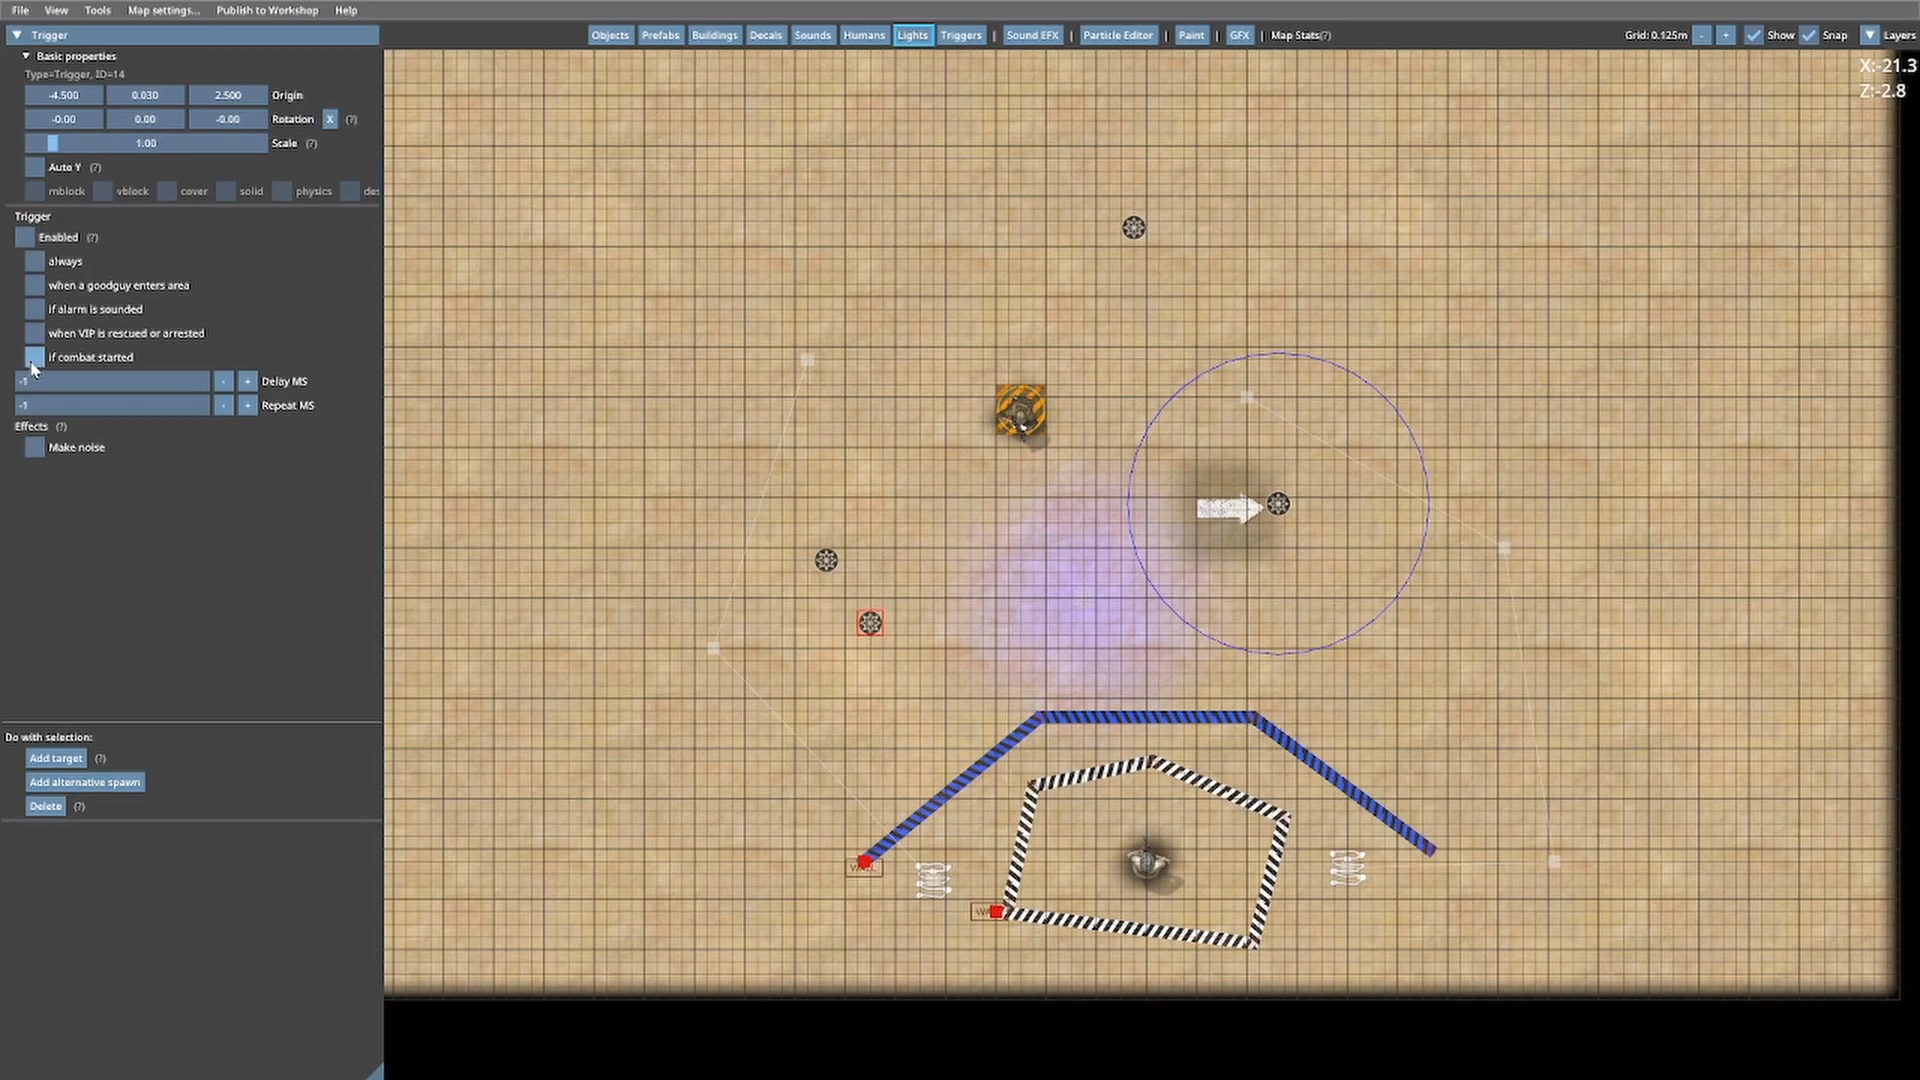 File View Tools Map settings... Publish to Workshop Help
Trigger
Objects Prefabs Buildings Decals Sounds Humans Lights Triggers | Sound EFX | Particle Editor | Paint | GFX | Map Stats(?)
Grid: 0.125m - + Show Snap Layers
Basic properties
Type=Trigger, ID=14
X:-21.3
Z:-2.8
-4.500 0.030 2.500 Origin
-0.00 0.00 -0.00 Rotation X (?)
1.00 Scale (?)
Auto Y (?)
mblock vblock cover solid physics des
Trigger
Enabled (?)
always
when a goodguy enters area
if alarm is sounded
when VIP is rescued or arrested
if combat started
-1 - + Delay MS
-1 - + Repeat MS
Effects (?)
Make noise
Do with selection:
Add target (?)
Add alternative spawn
Delete (?)